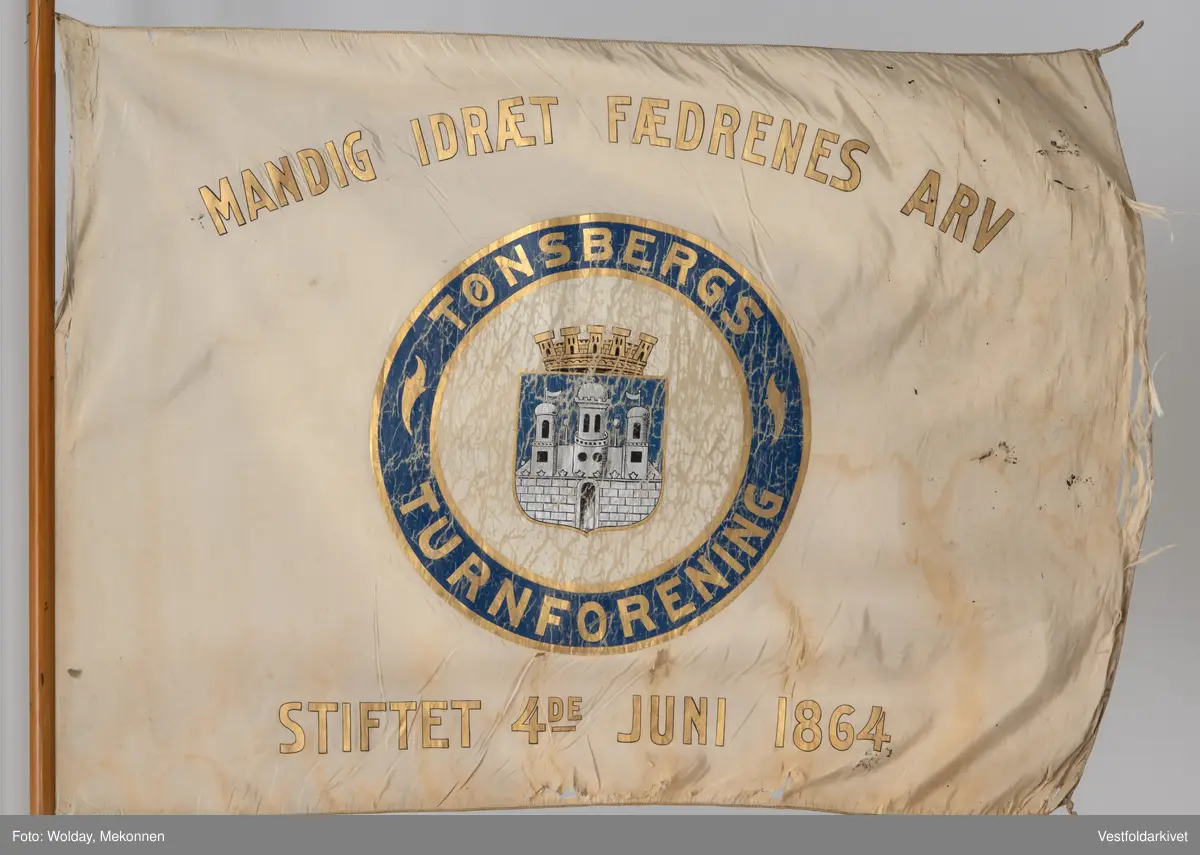 MANDIG IDRÆT FÆDRENES ARV
TØNSBERGS
TURNFORENING
STIFTET 4DE JUNI 1864
Foto: Wolday, Mekonnen
Vestfoldarkivet